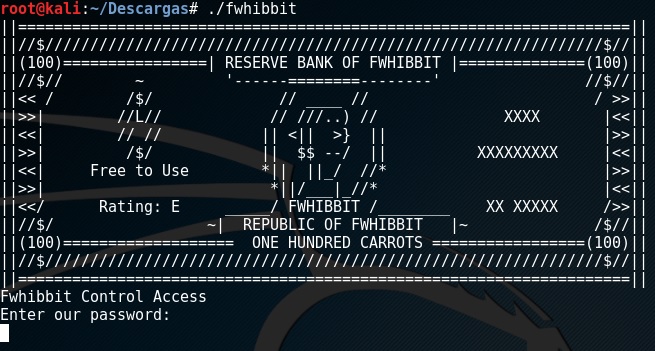 root@kali:~/Descargas# ./fwhibbit
||====================================================================||
||//$//////////////////////////////////////////////////////////////$//||
||(100)================| RESERVE BANK OF FWHIBBIT |==============(100)||
||//$//        ~         '------========--------'                //$//||
||<< /        /$/              // ____ //                         / >>||
||>>|        //L//            // ///..) //              XXXX       |<<||
||<<|        // //           || <||  >}  ||                        |>>||
||>>|         /$/            ||  $$ --/  ||          XXXXXXXXX     |<<||
||<<|     Free to Use        *||  ||_/  //*                        |>>||
||>>|                         *||/___|_//*                         |<<||
||<</     Rating: E     _____/ FWHIBBIT /________    XX XXXXX     />>||
||//$/                 ~|  REPUBLIC OF FWHIBBIT   |~              /$//||
||(100)===================  ONE HUNDRED CARROTS =================(100)||
||//$//////////////////////////////////////////////////////////////$//||
||====================================================================||
Fwhibbit Control Access
Enter our password: